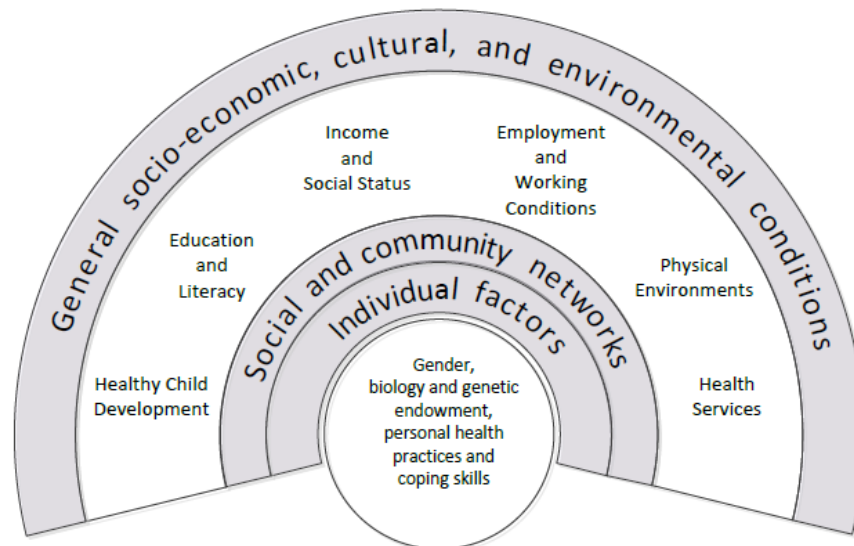 General socio-economic, cultural, and environmental conditions
Income
and
Social Status
Employment
and
Working
Conditions
Education
and
Literacy
Physical
Environments
Healthy Child
Development
Health
Services
Social and community networks
Individual factors
Gender,
biology and genetic
endowment,
personal health
practices and
coping skills